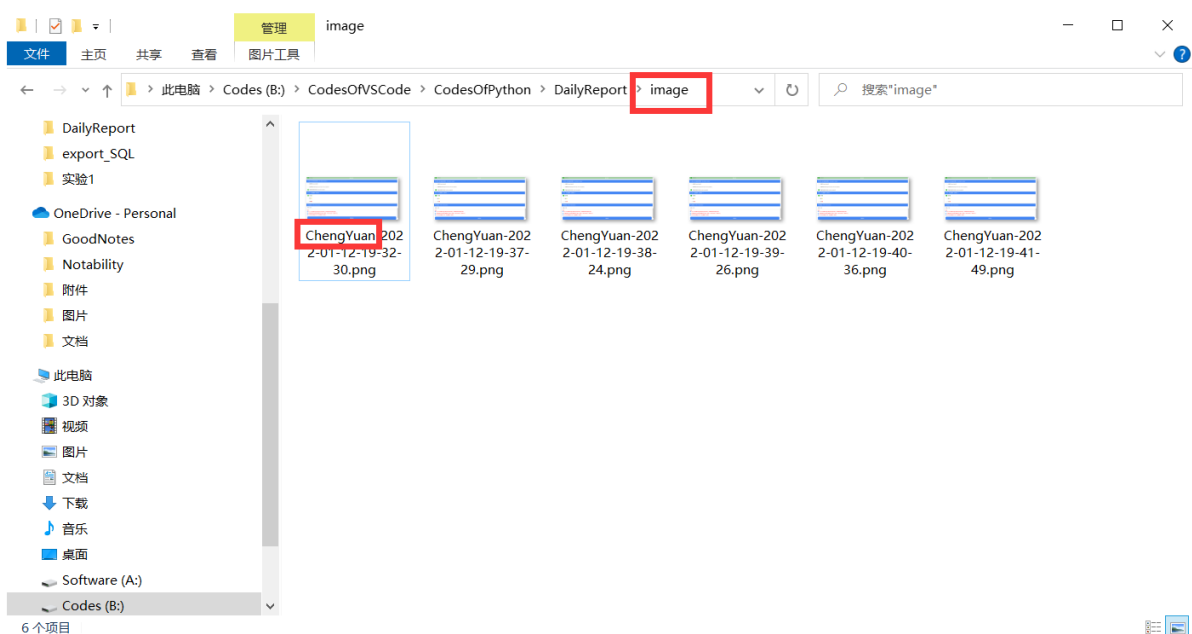 管理
image
文件
主页
共享
查看
图片工具
此电脑
Codes (B:)
CodesOfVSCode
CodesOfPython
DailyReport
image
搜索"image"
DailyReport
export_SQL
实验1
OneDrive - Personal
GoodNotes
Notability
附件
图片
文档
此电脑
3D 对象
视频
图片
文档
下载
音乐
桌面
Software (A:)
Codes (B:)
ChengYuan-202
2-01-12-19-32-
30.png
ChengYuan-202
2-01-12-19-37-
29.png
ChengYuan-202
2-01-12-19-38-
24.png
ChengYuan-202
2-01-12-19-39-
26.png
ChengYuan-202
2-01-12-19-40-
36.png
ChengYuan-202
2-01-12-19-41-
49.png
6 个项目